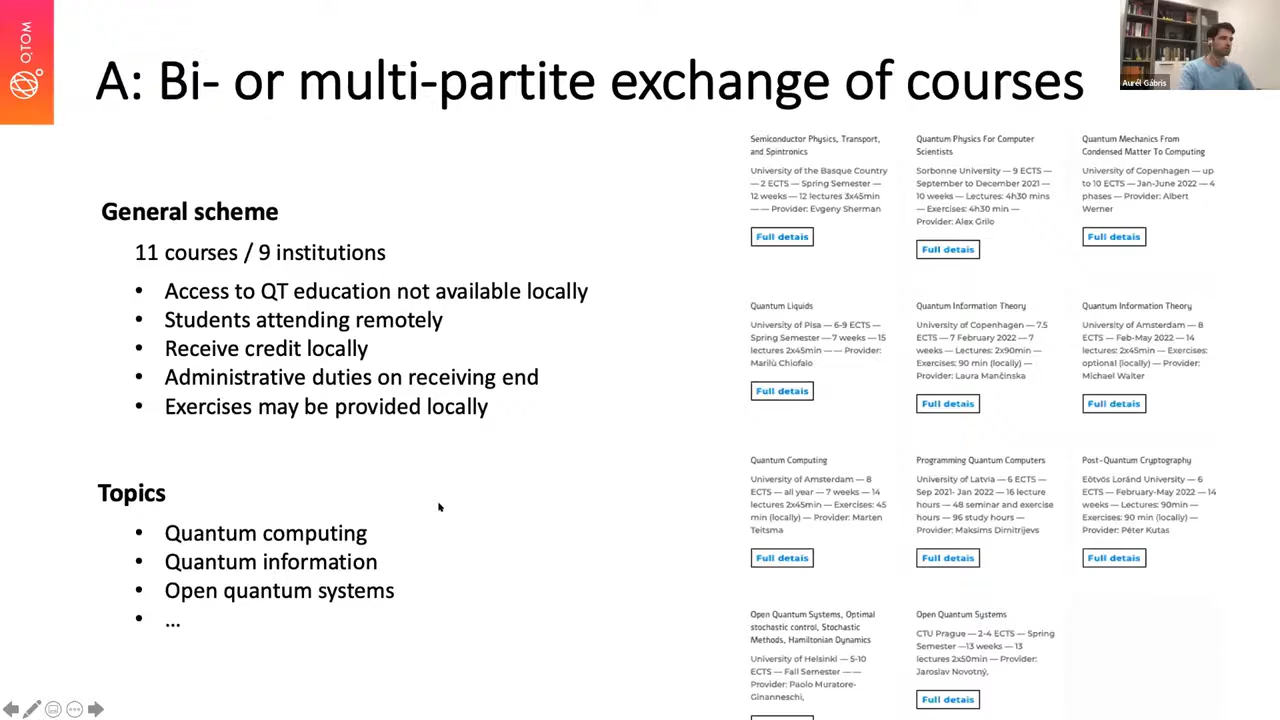 QTOM
A: Bi- or multi-partite exchange of courses
Aurél Gábris
General scheme
11 courses / 9 institutions
• Access to QT education not available locally
• Students attending remotely
• Receive credit locally
• Administrative duties on receiving end
• Exercises may be provided locally
Topics
• Quantum computing
• Quantum information
• Open quantum systems
• ...
Semiconductor Physics, Transport,
and Spintronics
University of the Basque Country
— 2 ECTS — Spring Semester —
12 weeks — 12 lectures 3x45min
— — Provider: Evgeny Sherman
Full detais
Quantum Physics For Computer
Scientists
Sorbonne University — 9 ECTS —
September to December 2021 —
10 weeks — Lectures: 4h30 mins
— Exercises: 4h30 min —
Provider: Alex Grilo
Full detais
Quantum Mechanics From
Condensed Matter To Computing
University of Copenhagen — up
to 10 ECTS — Jan-June 2022 — 4
phases — Provider: Albert
Werner
Full detais
Quantum Liquids
University of Pisa — 6-9 ECTS —
Spring Semester — 7 weeks — 15
lectures 2x45min — — Provider:
Marilù Chiofalo
Full detais
Quantum Information Theory
University of Copenhagen — 7.5
ECTS — 7 February 2022 — 7
weeks — Lectures: 2x90min —
Exercises: 90 min (locally) —
Provider: Laura Mančinska
Full detais
Quantum Information Theory
University of Amsterdam — 8
ECTS — Feb-May 2022 — 14
lectures: 2x45min — Exercises:
optional (locally) — Provider:
Michael Walter
Full detais
Quantum Computing
University of Amsterdam — 8
ECTS — all year — 7 weeks — 14
lectures 2x45min — Exercises: 45
min (locally) — Provider: Marten
Teitsma
Full detais
Programming Quantum Computers
University of Latvia — 6 ECTS —
Sep 2021- Jan 2022 — 16 lecture
hours — 48 seminar and exercise
hours — 96 study hours —
Provider: Maksims Dimitrijevs
Full detais
Post-Quantum Cryptography
Eötvös Loránd University — 6
ECTS — February-May 2022 — 14
weeks — Lectures: 90min —
Exercises: 90 min (locally) —
Provider: Péter Kutas
Full detais
Open Quantum Systems, Optimal
stochastic control, Stochastic
Methods, Hamiltonian Dynamics
University of Helsinki — 5-10
ECTS — Fall Semester — —
Provider: Paolo Muratore-
Ginanneschi,
Open Quantum Systems
CTU Prague — 2-4 ECTS — Spring
Semester —13 weeks — 13
lectures 2x50min — Provider:
Jaroslav Novotný,
Full detais